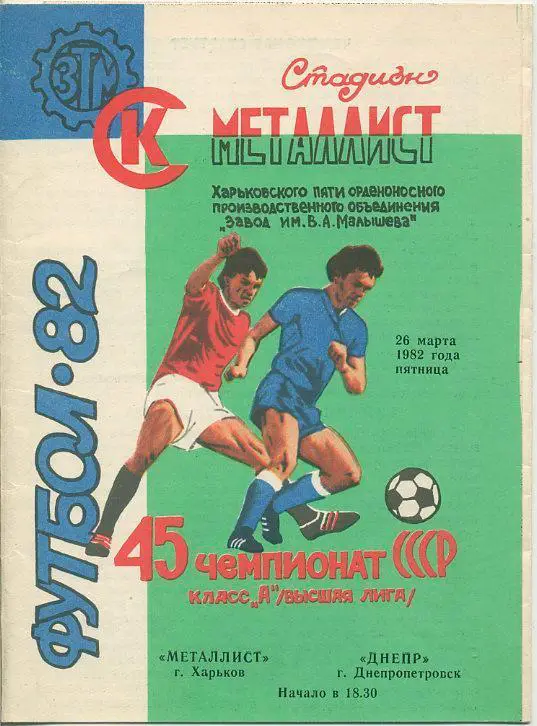 ЗТМ
СК
Стадион
МЕТАЛЛИСТ
Харьковского пяти орденоносного
производственного объединения
„Завод им. В.А.Малышева"
ФУТБОЛ·82
26 марта
1982 года
пятница
45 чемпионат СССР
класс „А"/высшая лига/
«МЕТАЛЛИСТ»
г. Харьков
«ДНЕПР»
г. Днепропетровск
Начало в 18.30